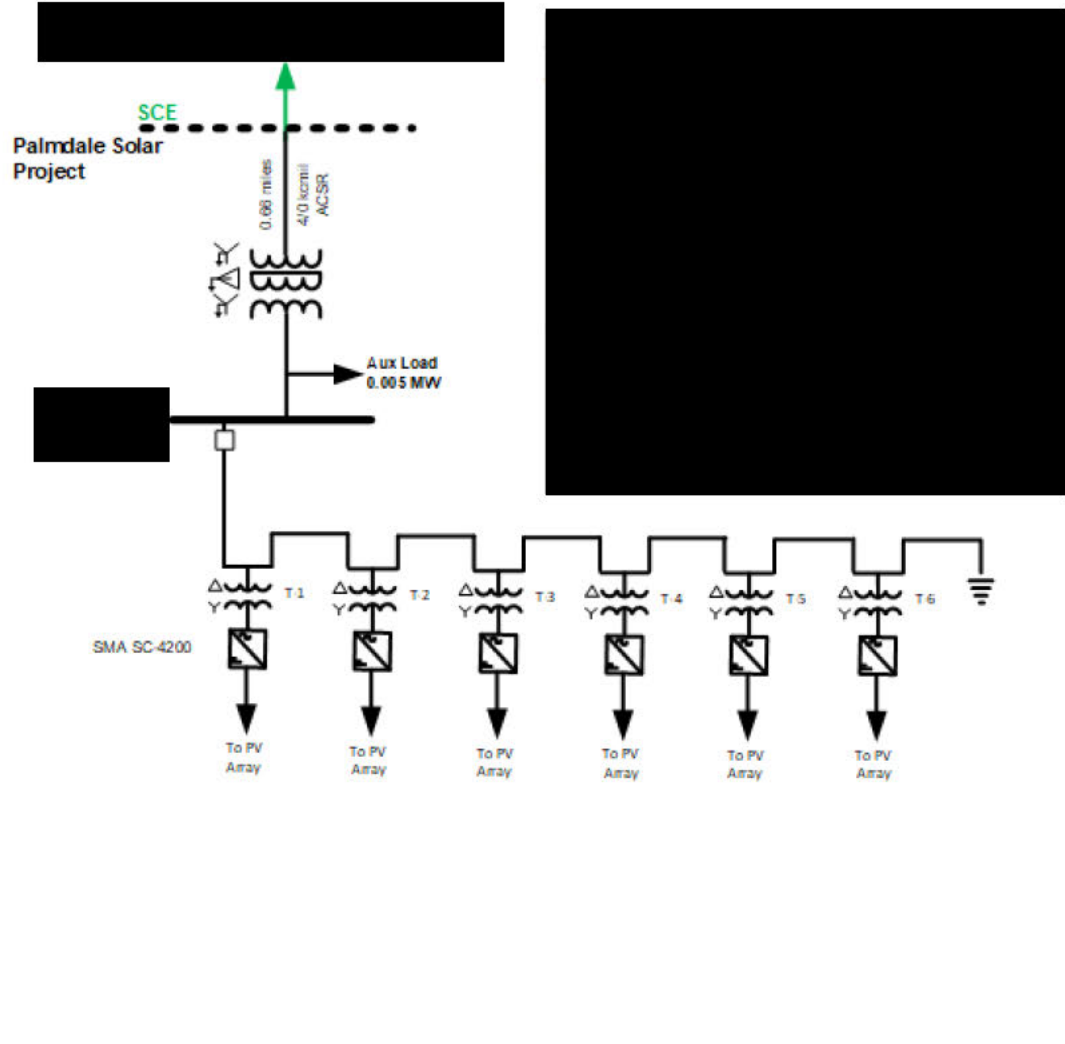 SCE
Palmdale Solar
Project
0.66 miles
4/0 kcmil
ACSR
Aux Load
0.005 MW
T-1
T-2
T-3
T-4
T-5
T-6
SMA SC-4200
To PV
Array
To PV
Array
To PV
Array
To PV
Array
To PV
Array
To PV
Array